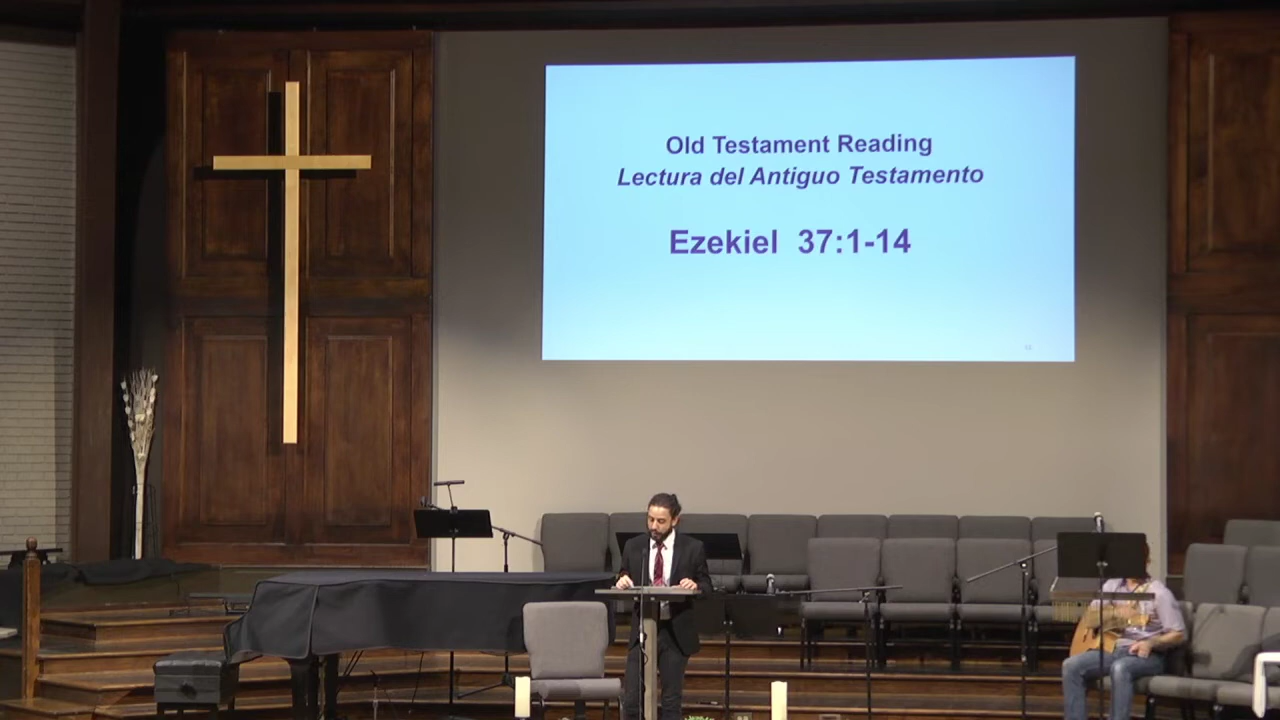 Old Testament Reading
Lectura del Antiguo Testamento
Ezekiel 37:1-14